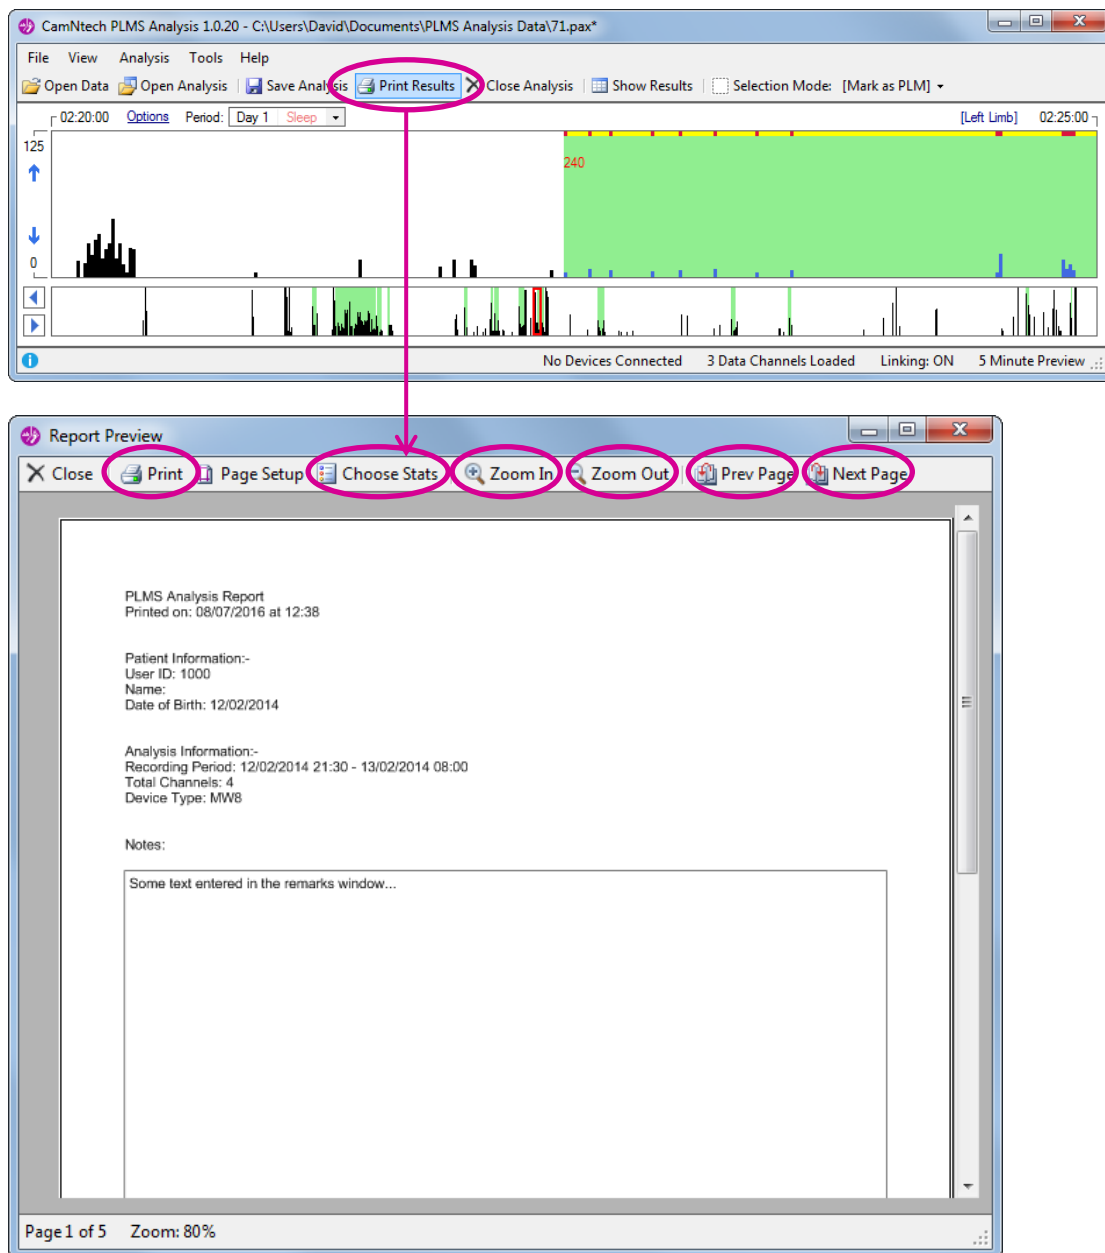 CamNtech PLMS Analysis 1.0.20 - C:\Users\David\Documents\PLMS Analysis Data\71.pax*
File View Analysis Tools Help
Open Data Open Analysis Save Analysis Print Results Close Analysis Show Results Selection Mode: [Mark as PLM]
02:20:00 Options Period: Day 1 Sleep [Left Limb] 02:25:00
125
240
0
No Devices Connected 3 Data Channels Loaded Linking: ON 5 Minute Preview
Report Preview
Close Print Page Setup Choose Stats Zoom In Zoom Out Prev Page Next Page
PLMS Analysis Report
Printed on: 08/07/2016 at 12:38
Patient Information:-
User ID: 1000
Name:
Date of Birth: 12/02/2014
Analysis Information:-
Recording Period: 12/02/2014 21:30 - 13/02/2014 08:00
Total Channels: 4
Device Type: MW8
Notes:
Some text entered in the remarks window...
Page 1 of 5 Zoom: 80%